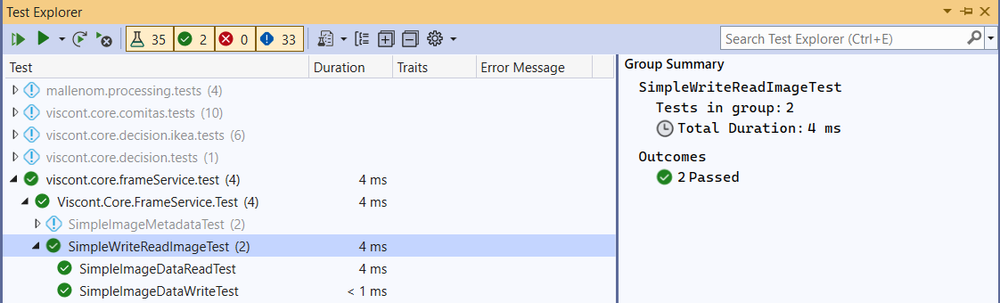 Test Explorer
35 2 0 33 Search Test Explorer (Ctrl+E)
Test Duration Traits Error Message
mallenom.processing.tests (4)
viscont.core.comitas.tests (10)
viscont.core.decision.ikea.tests (6)
viscont.core.decision.tests (1)
viscont.core.frameService.test (4) 4 ms
Viscont.Core.FrameService.Test (4) 4 ms
SimpleImageMetadataTest (2)
SimpleWriteReadImageTest (2) 4 ms
SimpleImageDataReadTest 4 ms
SimpleImageDataWriteTest < 1 ms
Group Summary
SimpleWriteReadImageTest
Tests in group: 2
Total Duration: 4 ms
Outcomes
2 Passed